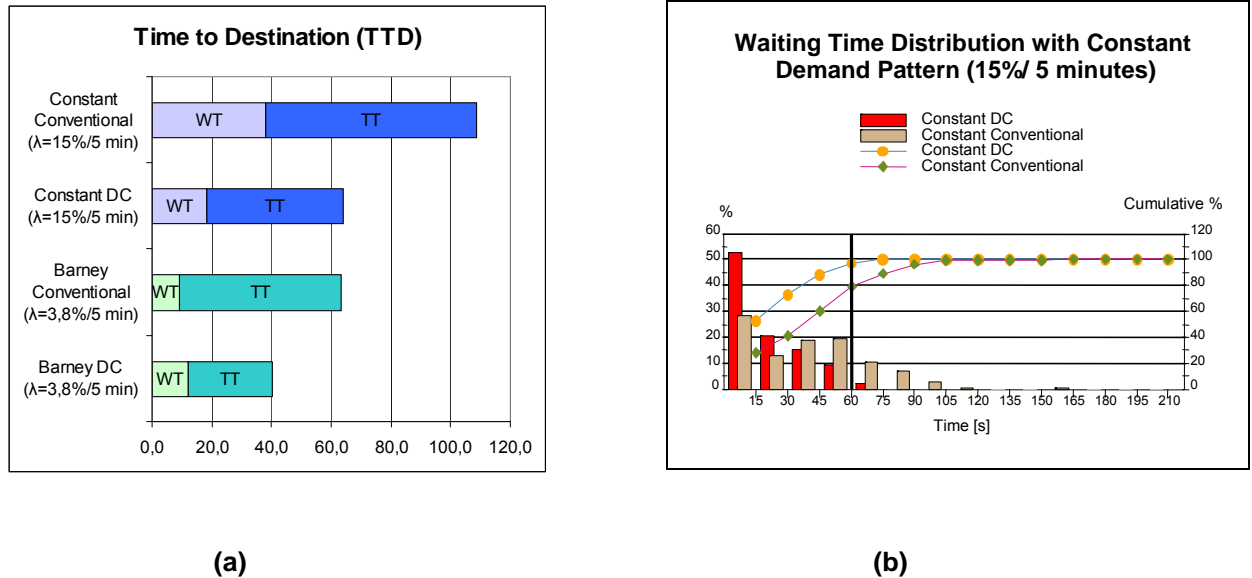 Time to Destination (TTD)
Constant
Conventional
(λ=15%/5 min)
WT TT
Constant DC
(λ=15%/5 min)
WT TT
Barney
Conventional
(λ=3,8%/5 min)
WT TT
Barney DC
(λ=3,8%/5 min)
WT TT
0,0 20,0 40,0 60,0 80,0 100,0 120,0
(a)
Waiting Time Distribution with Constant
Demand Pattern (15%/ 5 minutes)
Constant DC
Constant Conventional
Constant DC
Constant Conventional
% Cumulative %
60 120
50 100
40 80
30 60
20 40
10 20
0 0
15 30 45 60 75 90 105 120 135 150 165 180 195 210
Time [s]
(b)